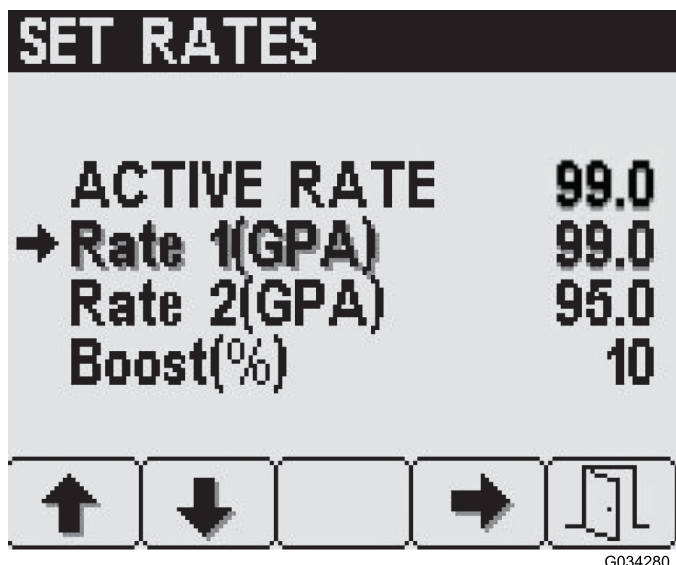 SET RATES
ACTIVE RATE 99.0
Rate 1(GPA) 99.0
Rate 2(GPA) 95.0
Boost(%) 10
G034280